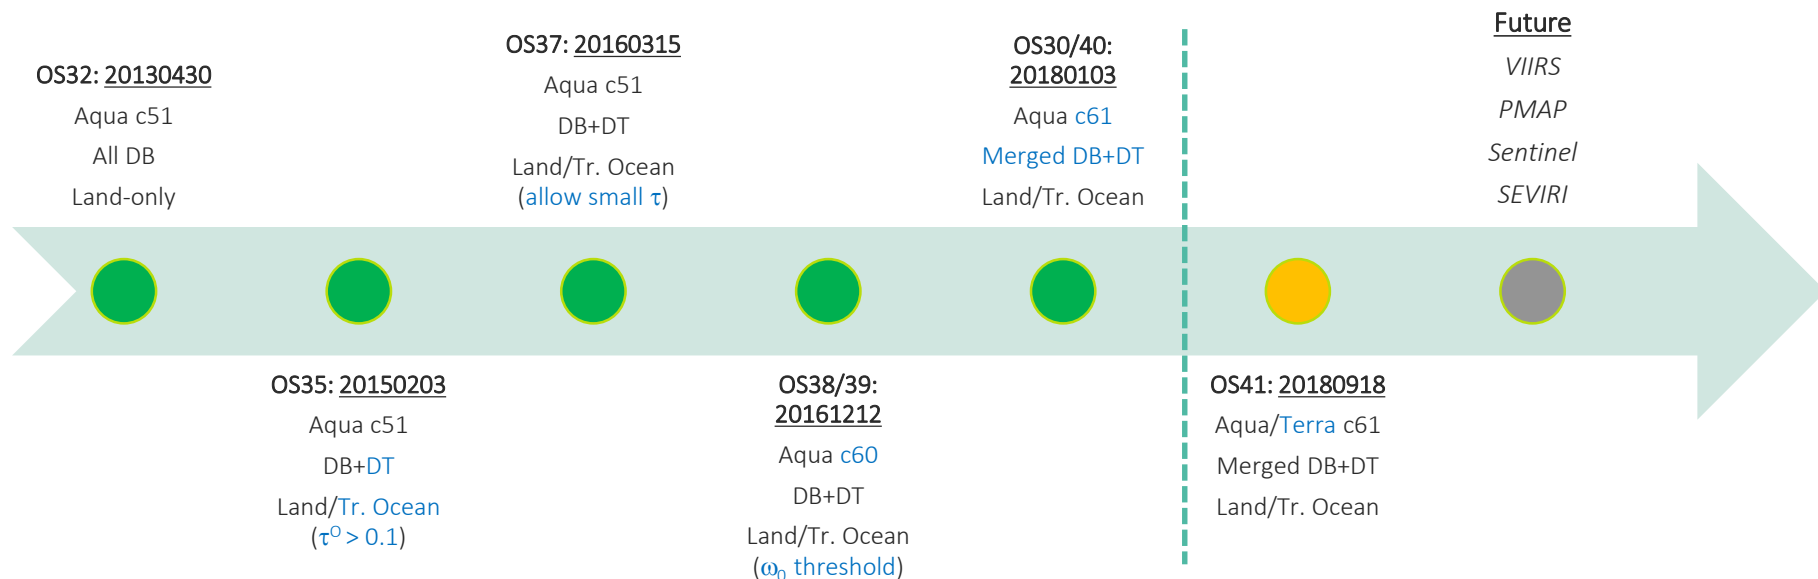 OS32: 20130430
Aqua c51
All DB
Land-only
OS35: 20150203
Aqua c51
DB+DT
Land/Tr. Ocean
(τᴼ > 0.1)
OS37: 20160315
Aqua c51
DB+DT
Land/Tr. Ocean
(allow small τ)
OS38/39:
20161212
Aqua c60
DB+DT
Land/Tr. Ocean
(ω₀ threshold)
OS30/40:
20180103
Aqua c61
Merged DB+DT
Land/Tr. Ocean
OS41: 20180918
Aqua/Terra c61
Merged DB+DT
Land/Tr. Ocean
Future
VIIRS
PMAP
Sentinel
SEVIRI